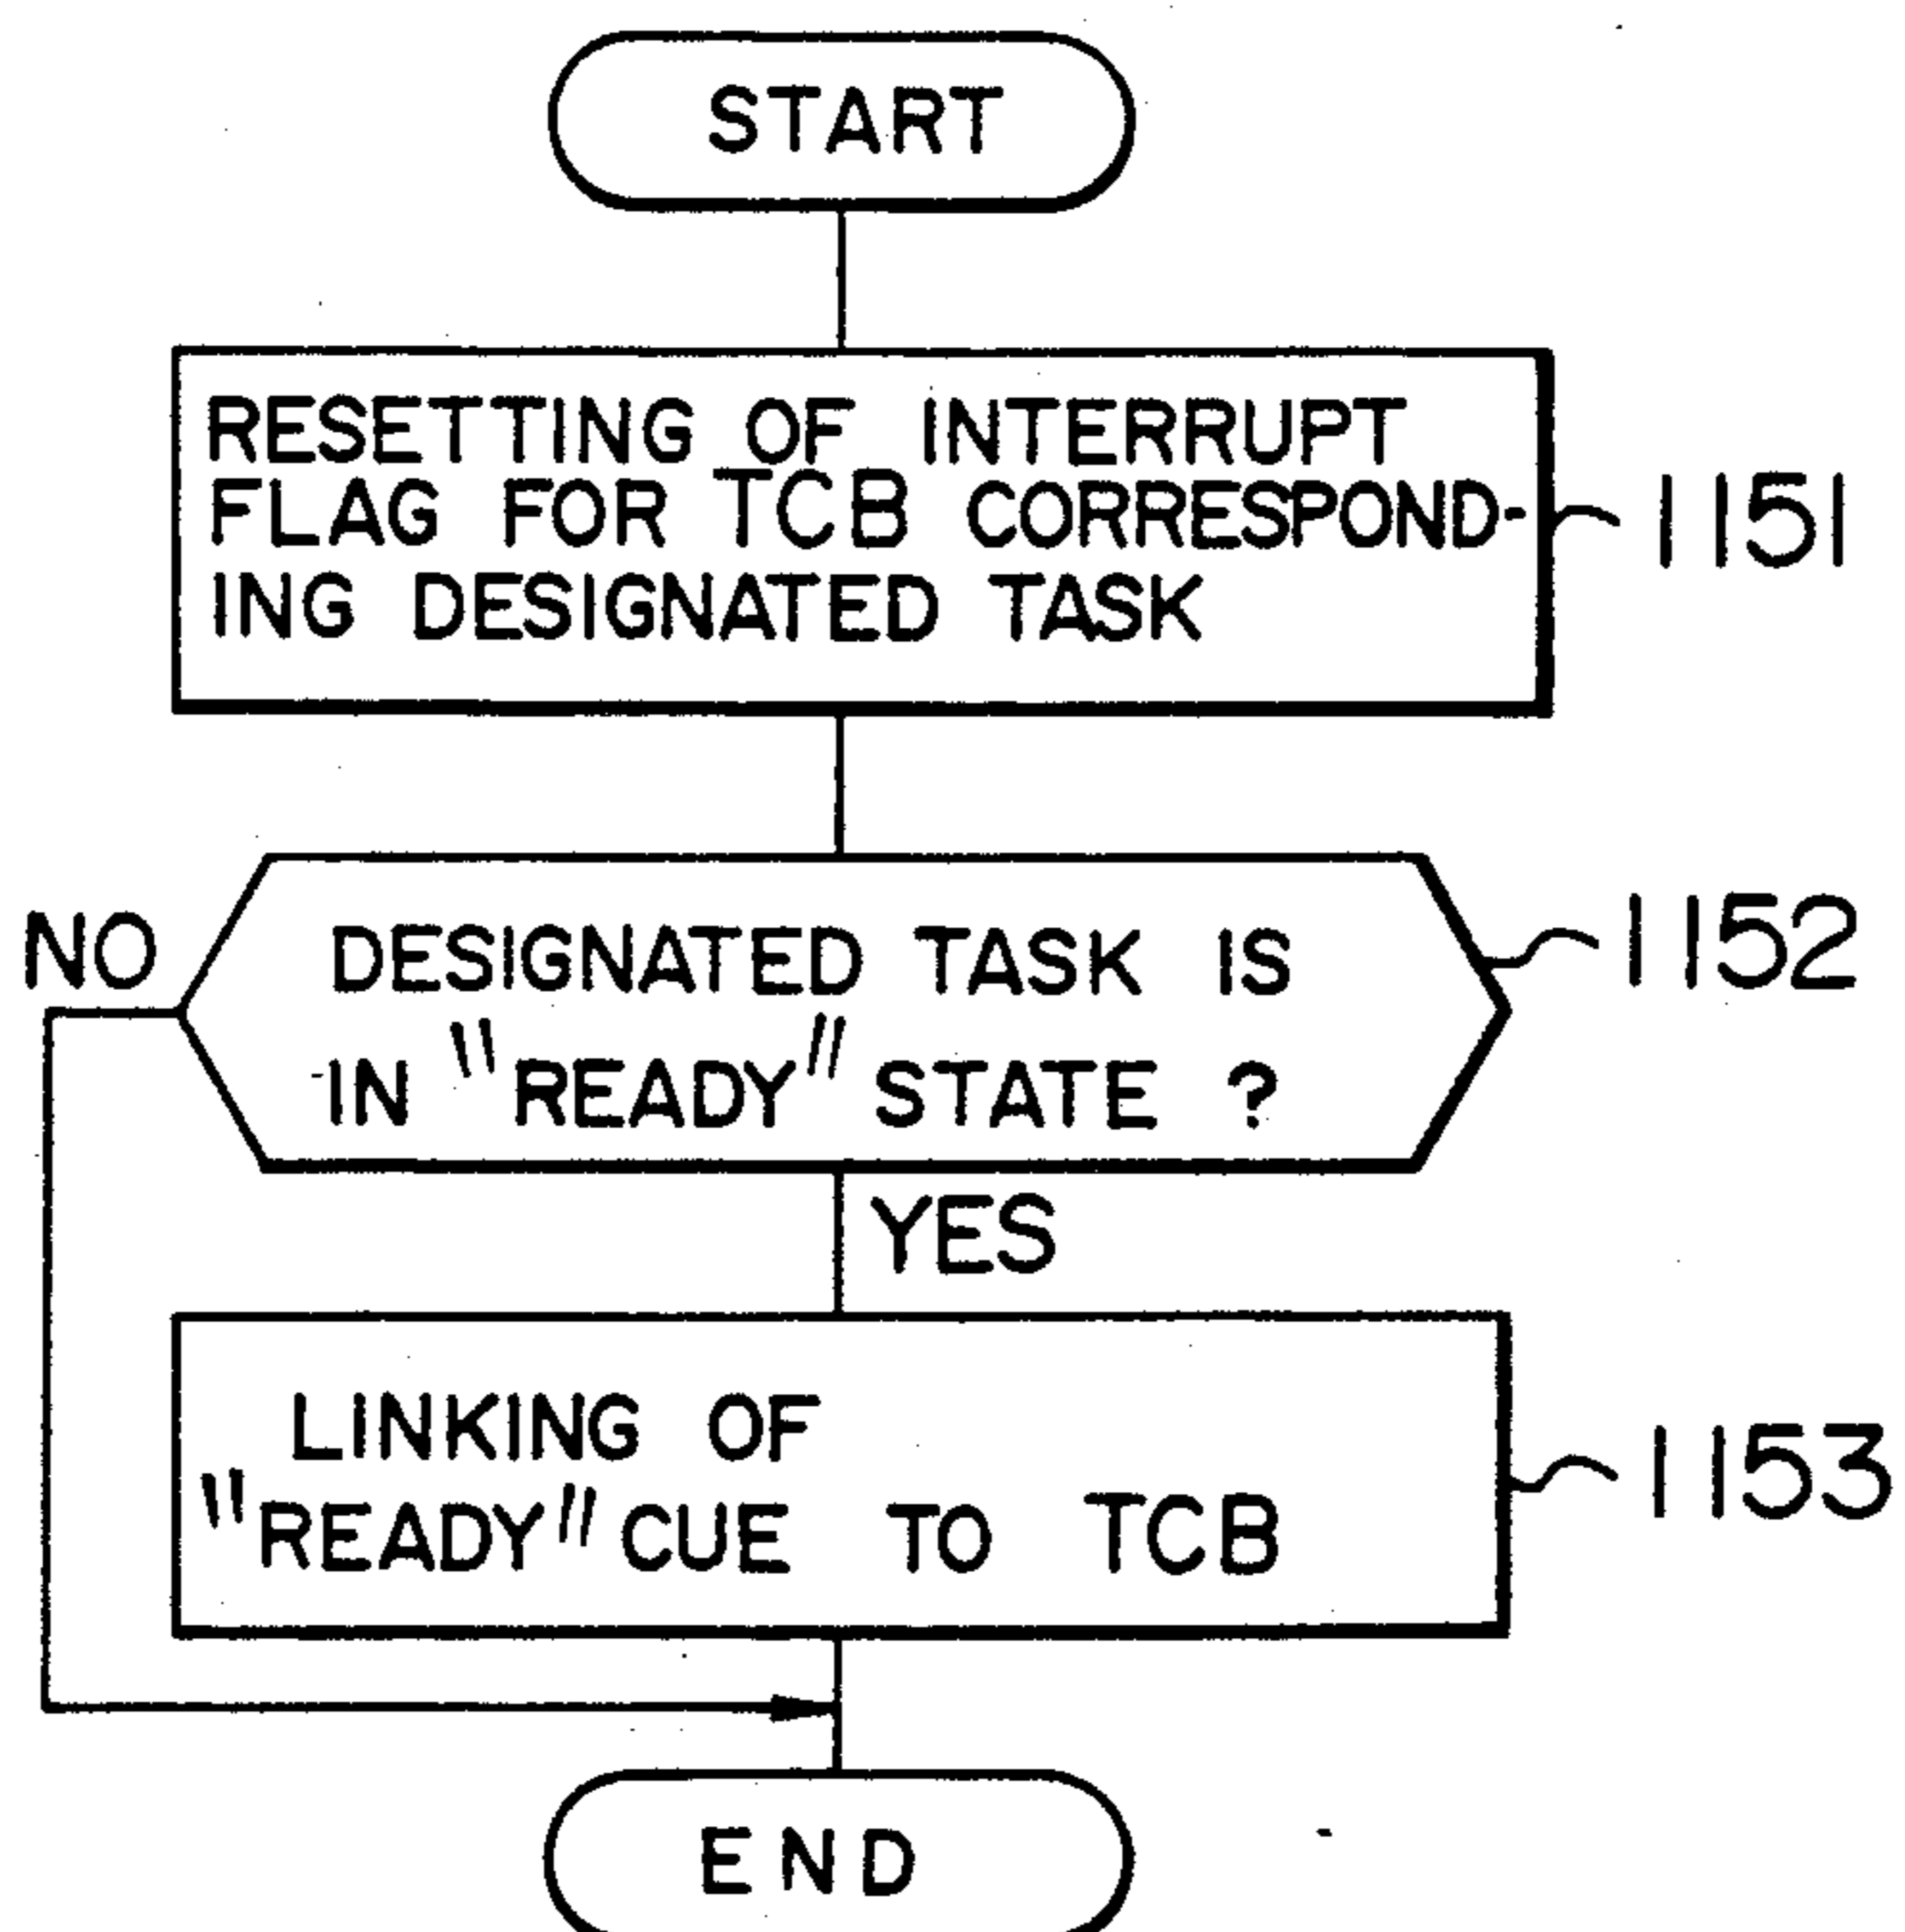 START
RESETTING OF INTERRUPT
FLAG FOR TCB CORRESPOND-
ING DESIGNATED TASK
1151
NO
DESIGNATED TASK IS
IN "READY" STATE ?
1152
YES
LINKING OF
"READY" CUE TO TCB
1153
END